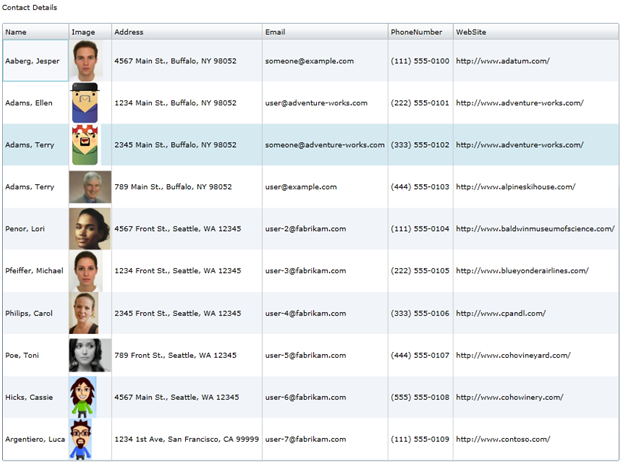 Contact Details
Name Image Address Email PhoneNumber WebSite
Aaberg, Jesper 4567 Main St., Buffalo, NY 98052 someone@example.com (111) 555-0100 http://www.adatum.com/
Adams, Ellen 1234 Main St., Buffalo, NY 98052 user@adventure-works.com (222) 555-0101 http://www.adventure-works.com/
Adams, Terry 2345 Main St., Buffalo, NY 98052 someone@adventure-works.com (333) 555-0102 http://www.adventure-works.com/
Adams, Terry 789 Main St., Buffalo, NY 98052 user@example.com (444) 555-0103 http://www.alpineskihouse.com/
Penor, Lori 4567 Front St., Seattle, WA 12345 user-2@fabrikam.com (111) 555-0104 http://www.baldwinmuseumofscience.com/
Pfeiffer, Michael 1234 Front St., Seattle, WA 12345 user-3@fabrikam.com (222) 555-0105 http://www.blueyonderairlines.com/
Philips, Carol 2345 Front St., Seattle, WA 12345 user-4@fabrikam.com (333) 555-0106 http://www.cpandl.com/
Poe, Toni 789 Front St., Seattle, WA 12345 user-5@fabrikam.com (444) 555-0107 http://www.cohovineyard.com/
Hicks, Cassie 4567 Main St., Seattle, WA 12345 user-6@fabrikam.com (555) 555-0108 http://www.cohowinery.com/
Argentiero, Luca 1234 1st Ave, San Francisco, CA 99999 user-7@fabrikam.com (111) 555-0109 http://www.contoso.com/